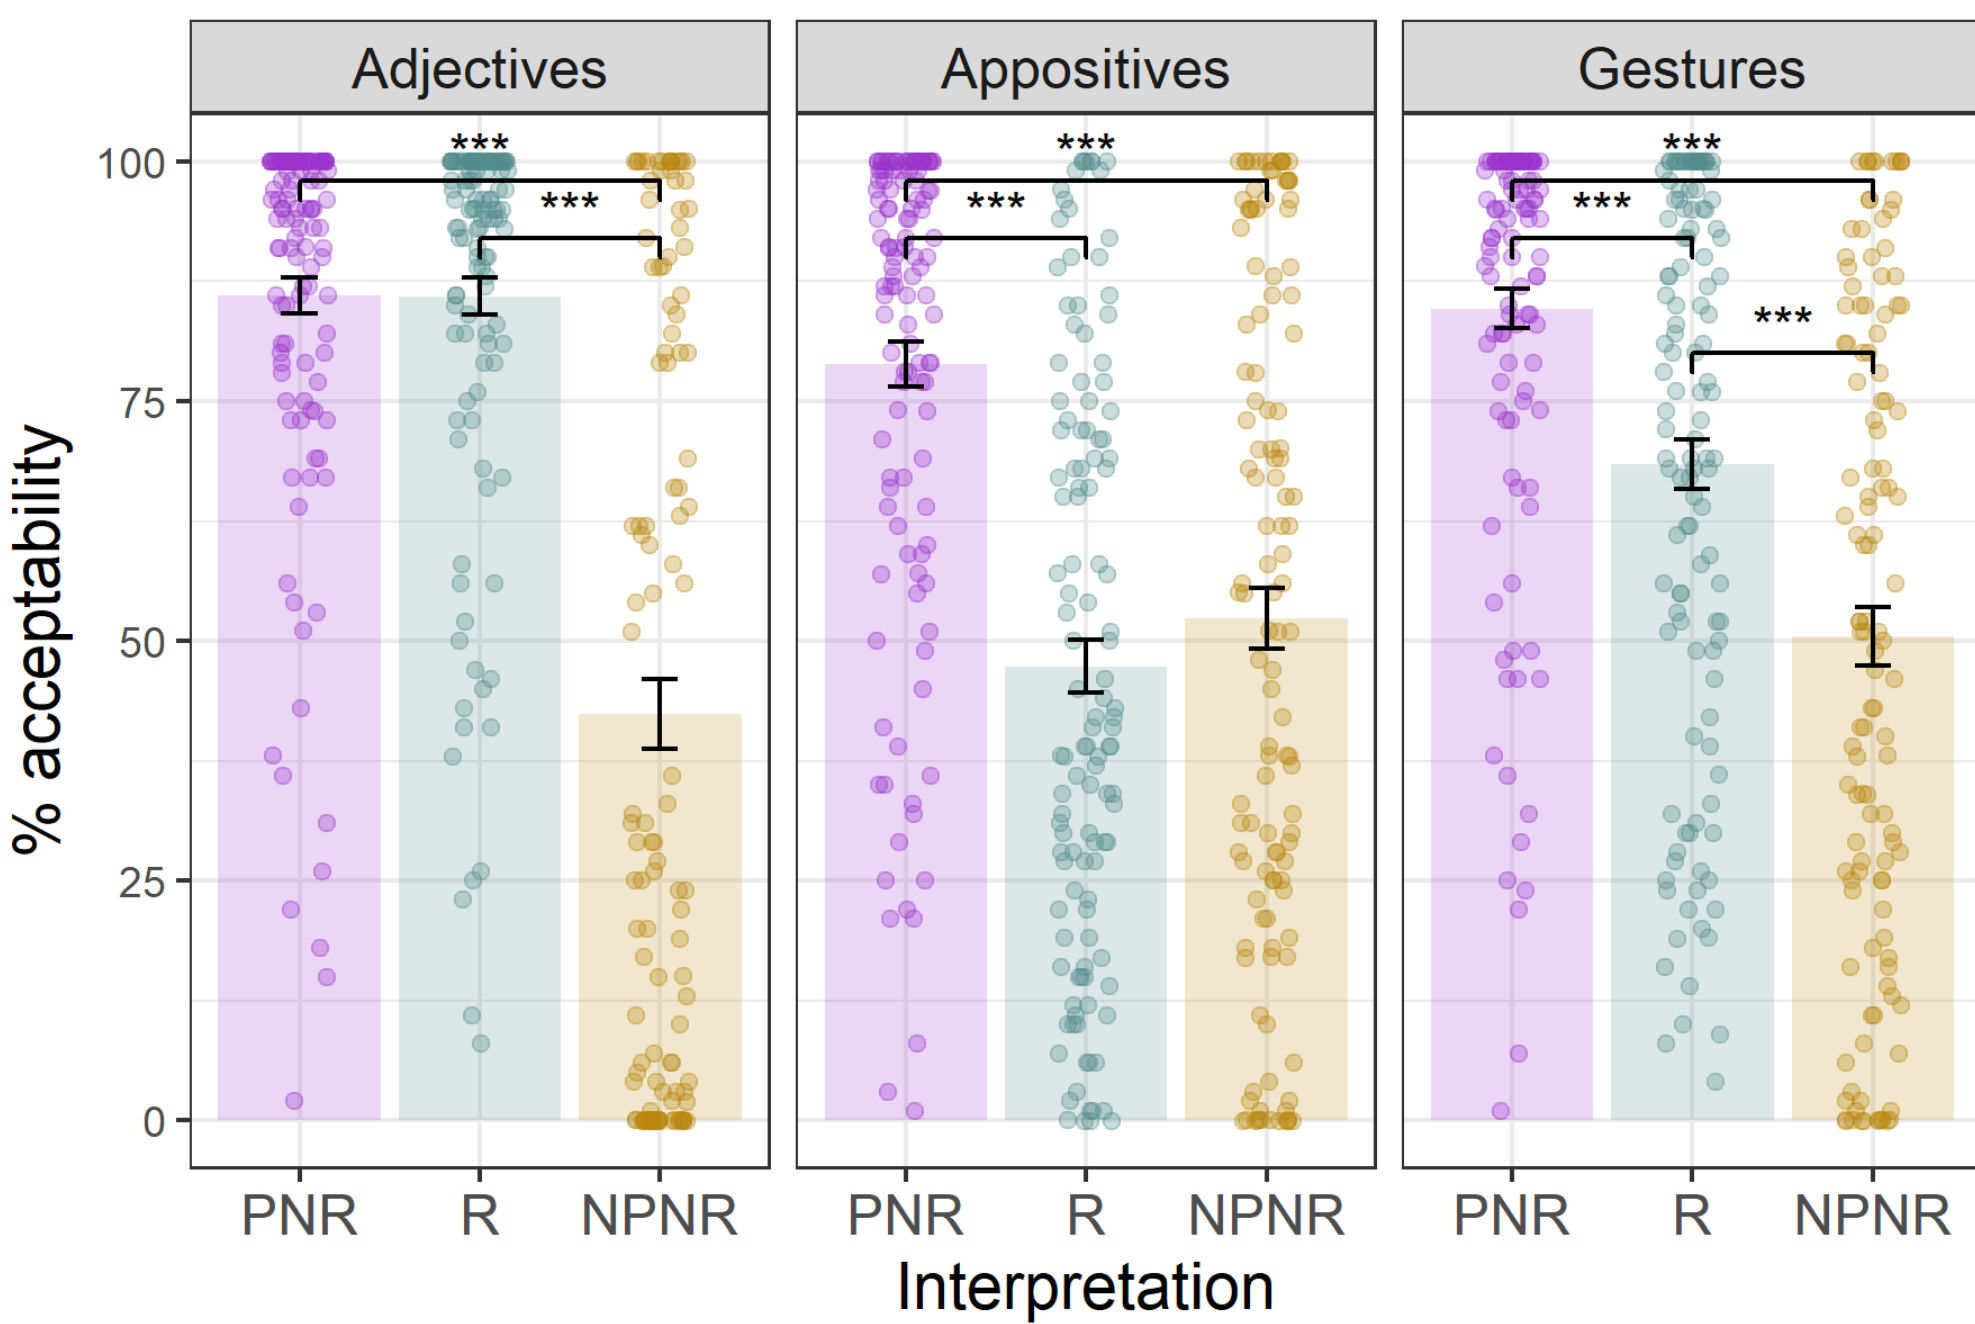 Adjectives Appositives Gestures
*** *** ***
*** *** ***
***
100
75
50
25
0
% acceptability
PNR R NPNR PNR R NPNR PNR R NPNR
Interpretation